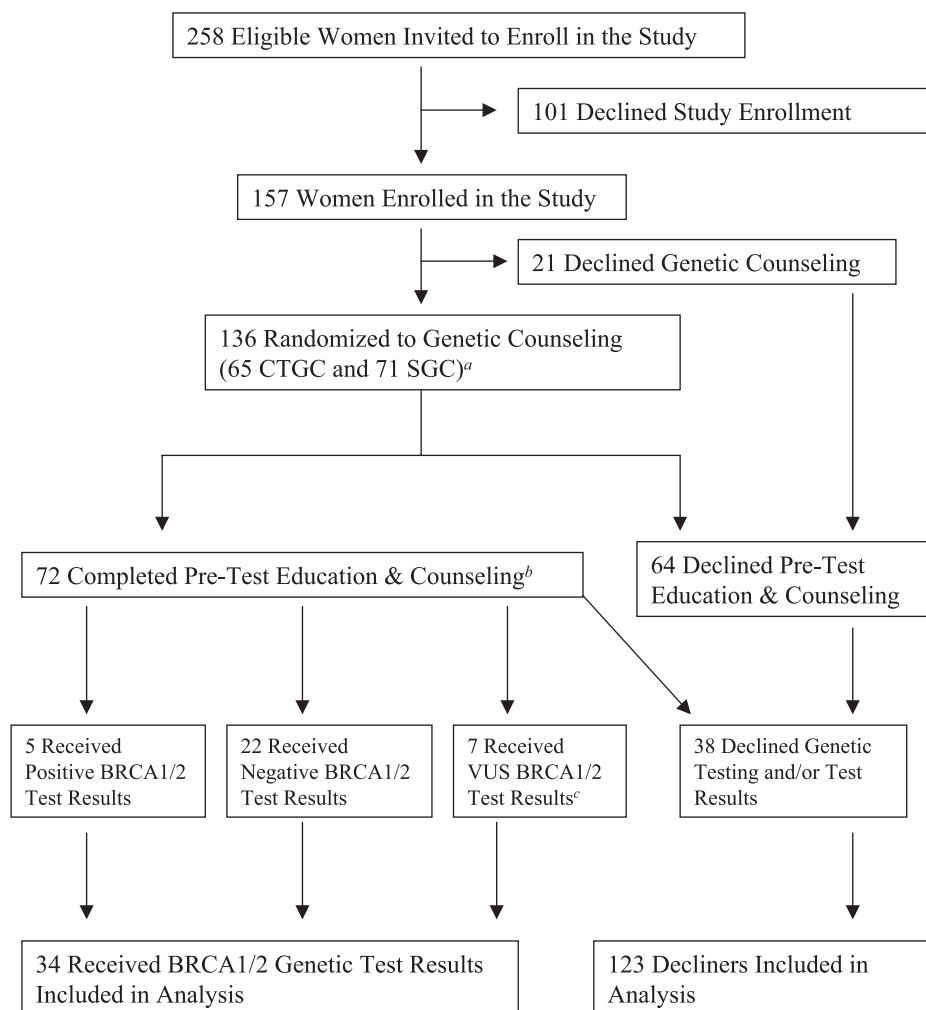 258 Eligible Women Invited to Enroll in the Study
101 Declined Study Enrollment
157 Women Enrolled in the Study
21 Declined Genetic Counseling
136 Randomized to Genetic Counseling
(65 CTGC and 71 SGC)a
72 Completed Pre-Test Education & Counselingb
64 Declined Pre-Test
Education & Counseling
5 Received
Positive BRCA1/2
Test Results
22 Received
Negative BRCA1/2
Test Results
7 Received
VUS BRCA1/2
Test Resultsc
38 Declined Genetic
Testing and/or Test
Results
34 Received BRCA1/2 Genetic Test Results
Included in Analysis
123 Decliners Included in
Analysis